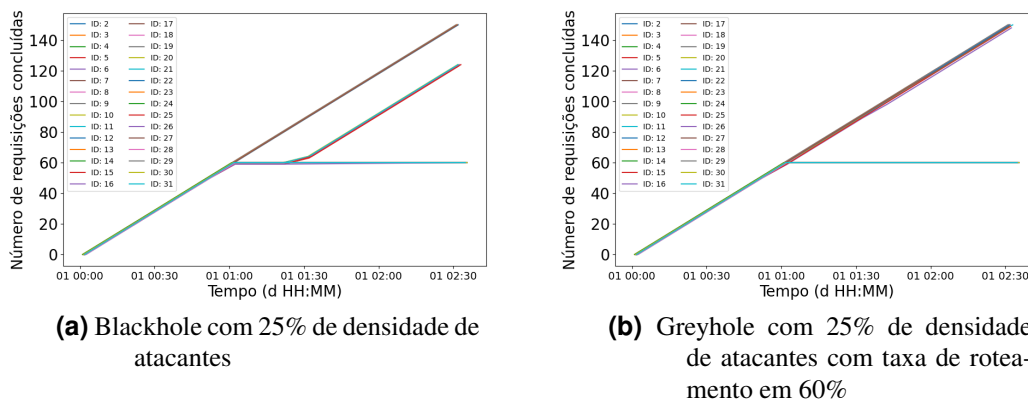 Número de requisições concluídas
140
120
100
80
60
40
20
0
ID: 2
ID: 3
ID: 4
ID: 5
ID: 6
ID: 7
ID: 8
ID: 9
ID: 10
ID: 11
ID: 12
ID: 13
ID: 14
ID: 15
ID: 16
ID: 17
ID: 18
ID: 19
ID: 20
ID: 21
ID: 22
ID: 23
ID: 24
ID: 25
ID: 26
ID: 27
ID: 28
ID: 29
ID: 30
ID: 31
01 00:00 01 00:30 01 01:00 01 01:30 01 02:00 01 02:30
Tempo (d HH:MM)
(a) Blackhole com 25% de densidade de
atacantes
Número de requisições concluídas
140
120
100
80
60
40
20
0
ID: 2
ID: 3
ID: 4
ID: 5
ID: 6
ID: 7
ID: 8
ID: 9
ID: 10
ID: 11
ID: 12
ID: 13
ID: 14
ID: 15
ID: 16
ID: 17
ID: 18
ID: 19
ID: 20
ID: 21
ID: 22
ID: 23
ID: 24
ID: 25
ID: 26
ID: 27
ID: 28
ID: 29
ID: 30
ID: 31
01 00:00 01 00:30 01 01:00 01 01:30 01 02:00 01 02:30
Tempo (d HH:MM)
(b) Greyhole com 25% de densidade
de atacantes com taxa de rotea-
mento em 60%